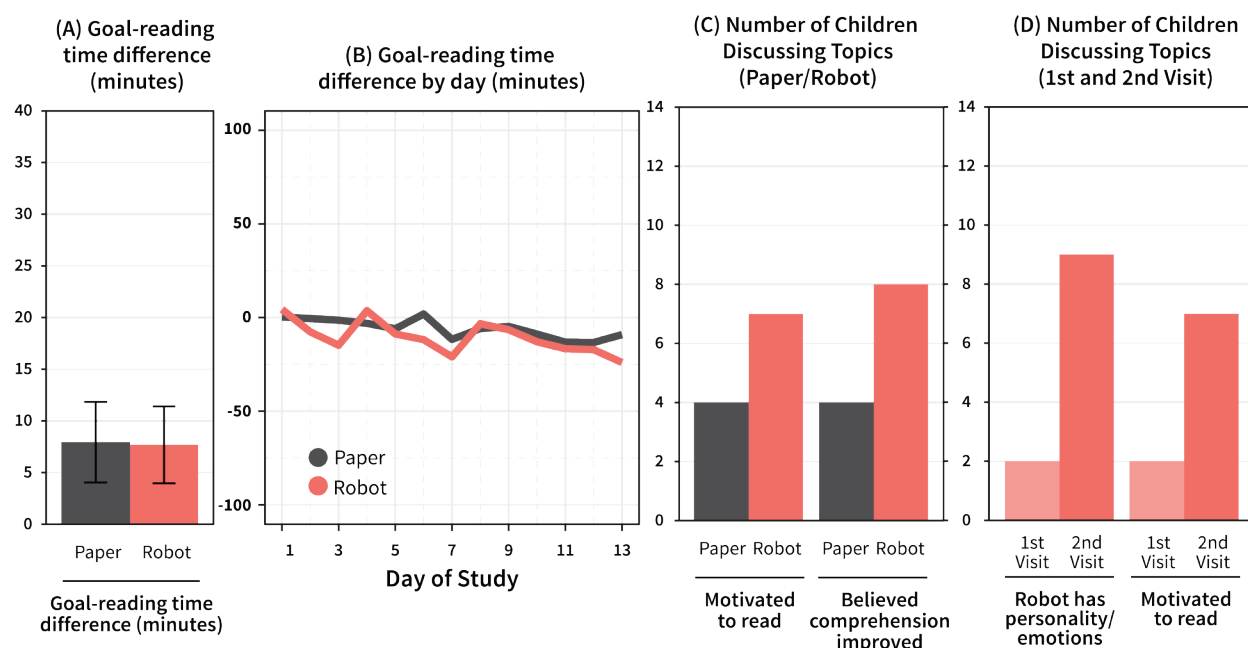 (A) Goal-reading
time difference
(minutes)
40
35
30
25
20
15
10
5
0
Paper Robot
Goal-reading time
difference (minutes)
(B) Goal-reading time
difference by day (minutes)
100
50
0
-50
-100
Paper
Robot
1 3 5 7 9 11 13
Day of Study
(C) Number of Children
Discussing Topics
(Paper/Robot)
14
12
10
8
6
4
2
0
Paper Robot Paper Robot
Motivated
to read
Believed
comprehension
improved
(D) Number of Children
Discussing Topics
(1st and 2nd Visit)
14
12
10
8
6
4
2
0
1st
Visit
2nd
Visit
1st
Visit
2nd
Visit
Robot has
personality/
emotions
Motivated
to read